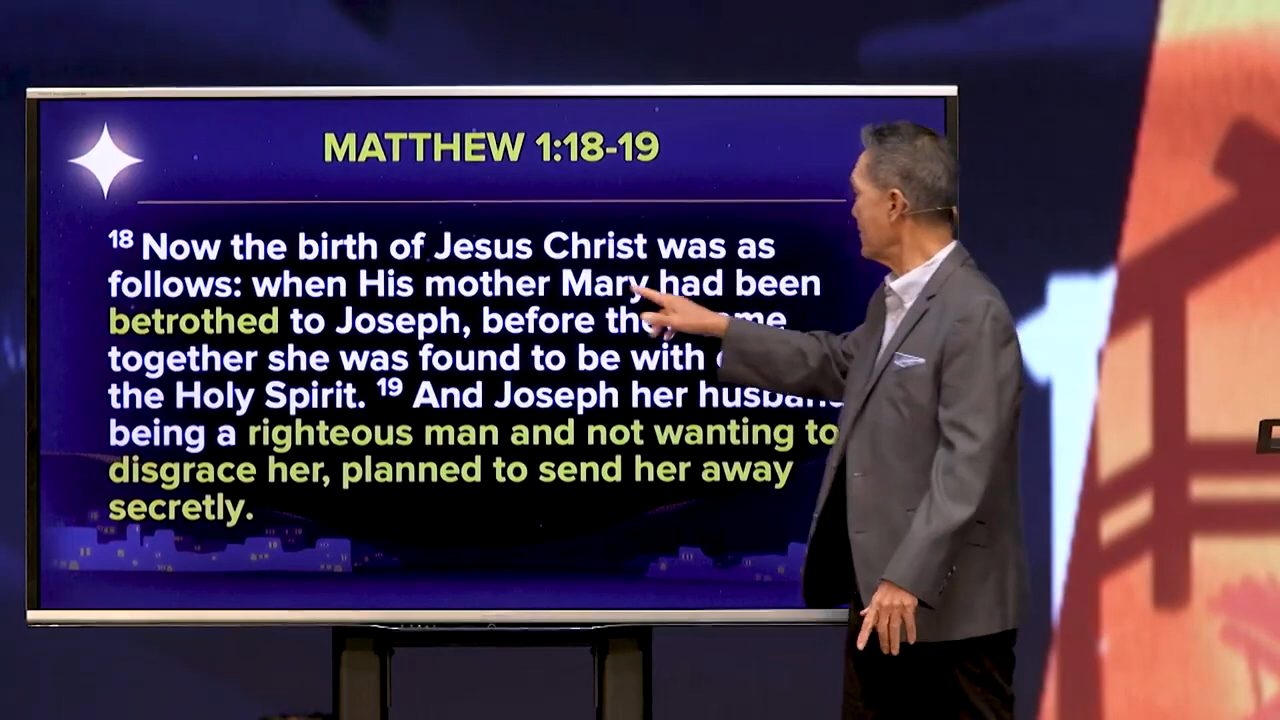 MATTHEW 1:18-19
18 Now the birth of Jesus Christ was as
follows: when His mother Mary had been
betrothed to Joseph, before
together she was found to be with
the Holy Spirit. 19 And Joseph her
being a righteous man and not wanting to
disgrace her, planned to send her away
secretly.